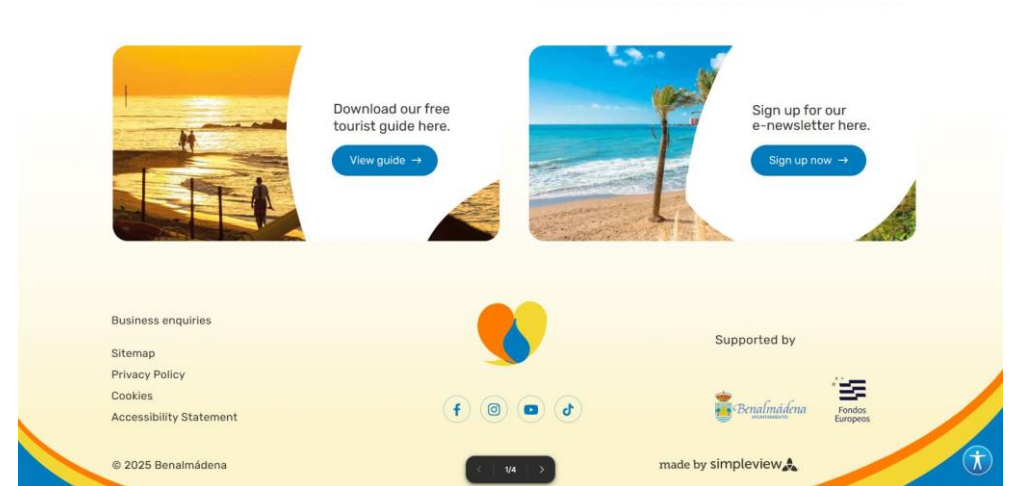 Download our free
tourist guide here.
View guide →
Sign up for our
e-newsletter here.
Sign up now →
Business enquiries
Sitemap
Privacy Policy
Cookies
Accessibility Statement
© 2025 Benalmádena
1/4
Supported by
Benalmádena
AYUNTAMIENTO
Fondos
Europeos
made by simpleview